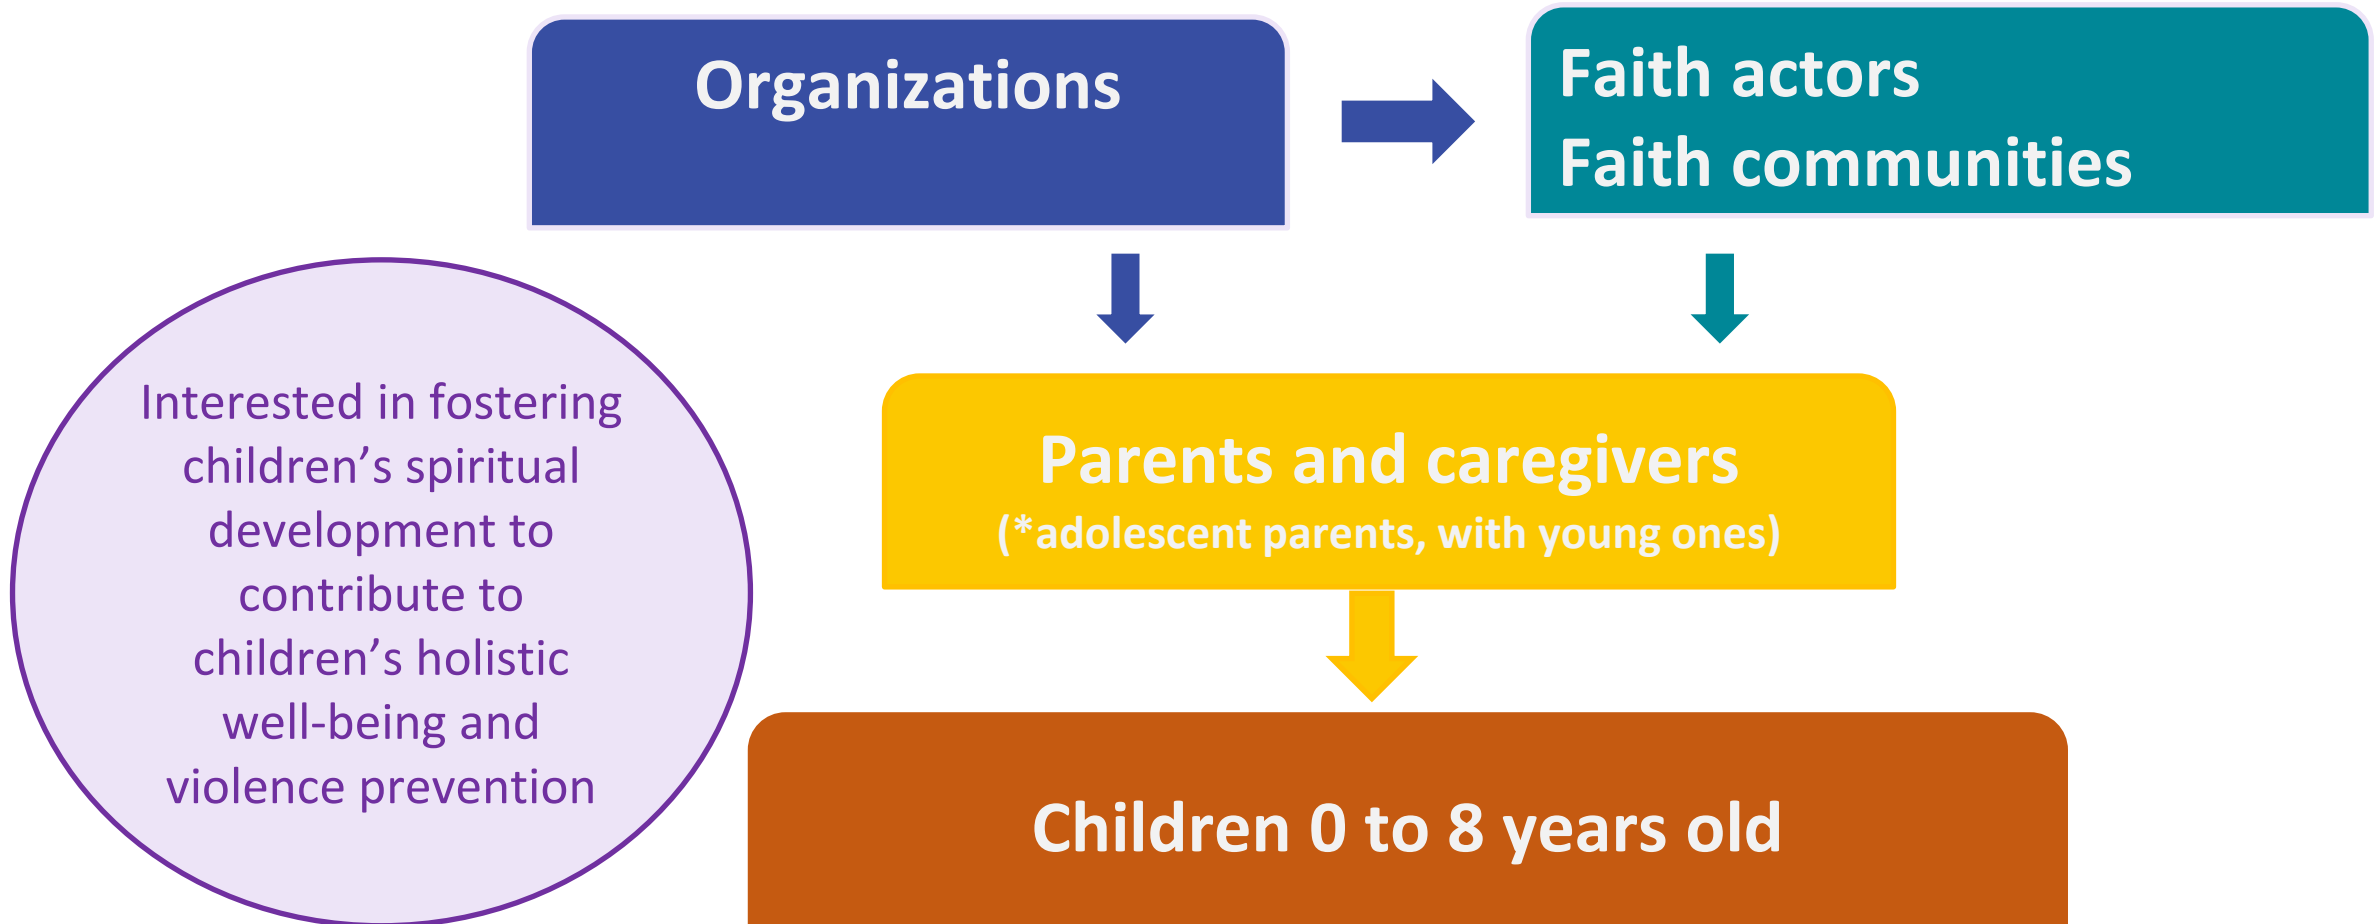 Organizations
Faith actors
Faith communities
Interested in fostering
children’s spiritual
development to
contribute to
children’s holistic
well-being and
violence prevention
Parents and caregivers
(*adolescent parents, with young ones)
Children 0 to 8 years old